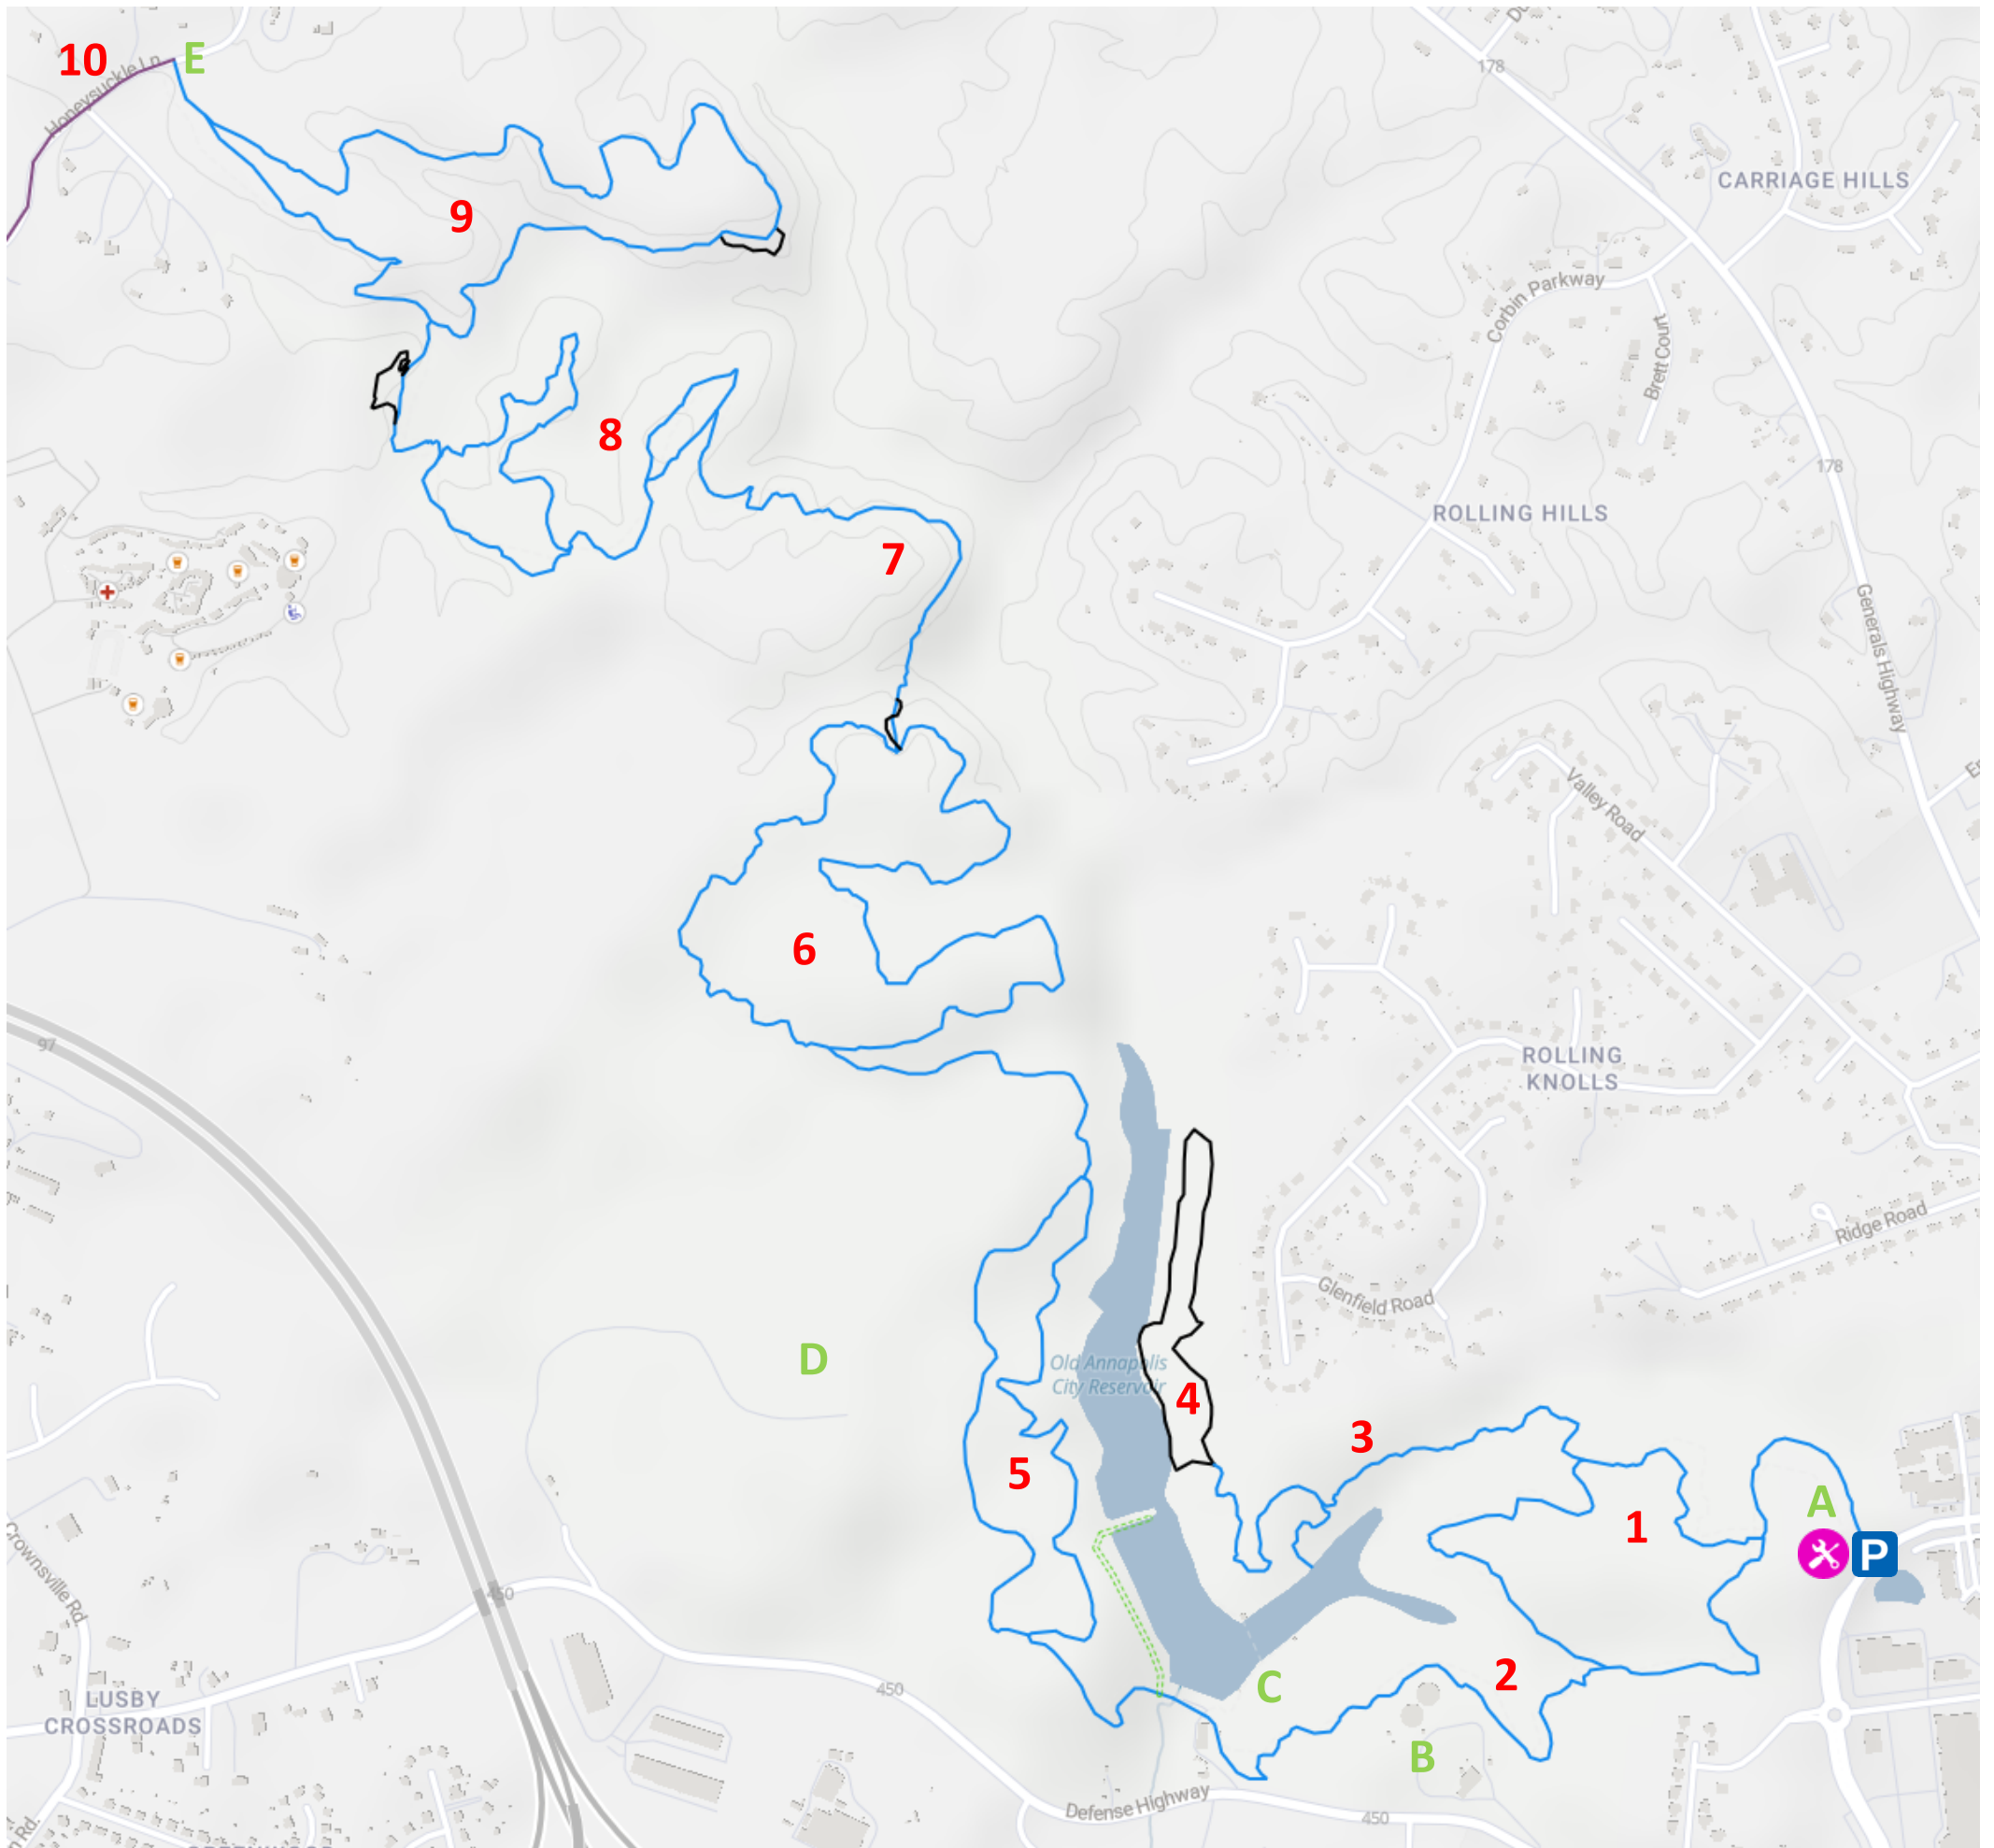 10
E
Honeysuckle Ln
178
CARRIAGE HILLS
9
Corbin Parkway
Brett Court
8
178
ROLLING HILLS
7
Generals Highway
Valley Road
6
97
ROLLING
KNOLLS
Ridge Road
Glenfield Road
D
Old Annapolis
City Reservoir
4
3
5
A
1
P
Crownsville Rd
450
2
C
450
LUSBY
CROSSROADS
B
Defense Highway
450
Rd.